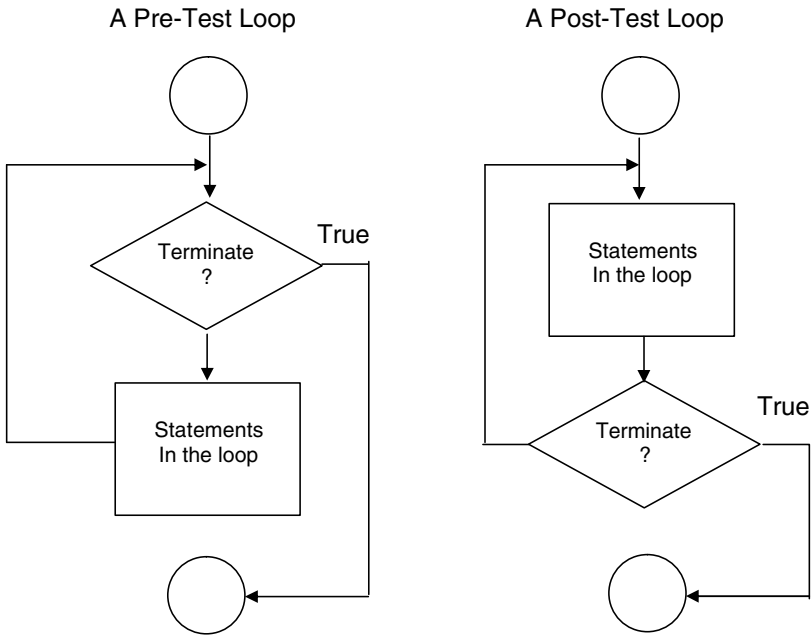 A Pre-Test Loop
Terminate
?
True
Statements
In the loop
A Post-Test Loop
Statements
In the loop
Terminate
?
True